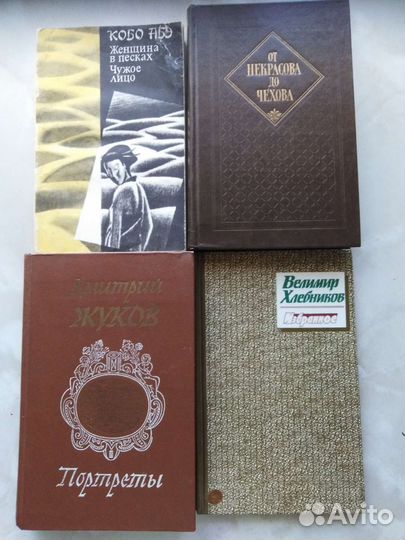 КОБО АБЭ
Женщина
в песках
Чужое
лицо
ОТ
НЕКРАСОВА
ДО
ЧЕХОВА
Дмитрий
ЖУКОВ
Портреты
Велимир
Хлебников
Избранное
Avito